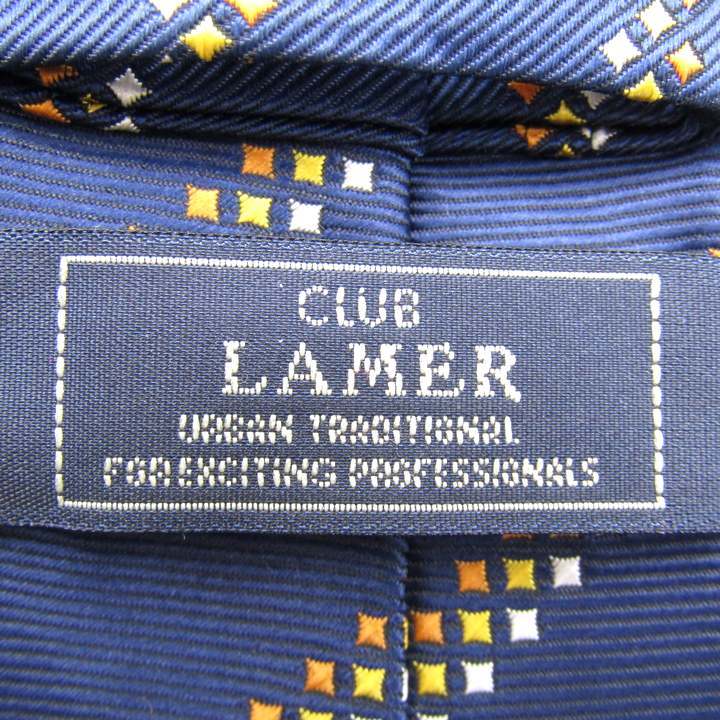 CLUB
LAMER
URBAN TRADITIONAL
FOR EXCITING PROFESSIONALS